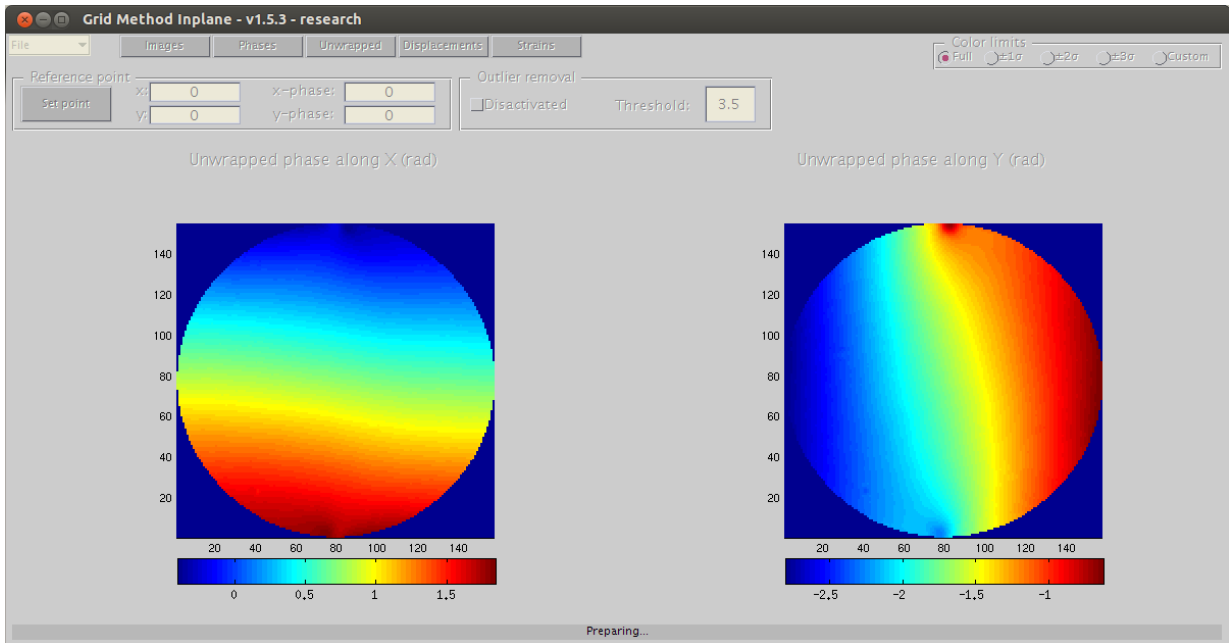 Grid Method Inplane - v1.5.3 - research
File Images Phases Unwrapped Displacements Strains
Color limits
Full ±1σ ±2σ ±3σ Custom
Reference point
Set point
x: 0 x-phase: 0
y: 0 y-phase: 0
Outlier removal
Disactivated Threshold: 3.5
Unwrapped phase along X (rad)
140
120
100
80
60
40
20
20 40 60 80 100 120 140
0 0.5 1 1.5
Unwrapped phase along Y (rad)
140
120
100
80
60
40
20
20 40 60 80 100 120 140
-2.5 -2 -1.5 -1
Preparing...